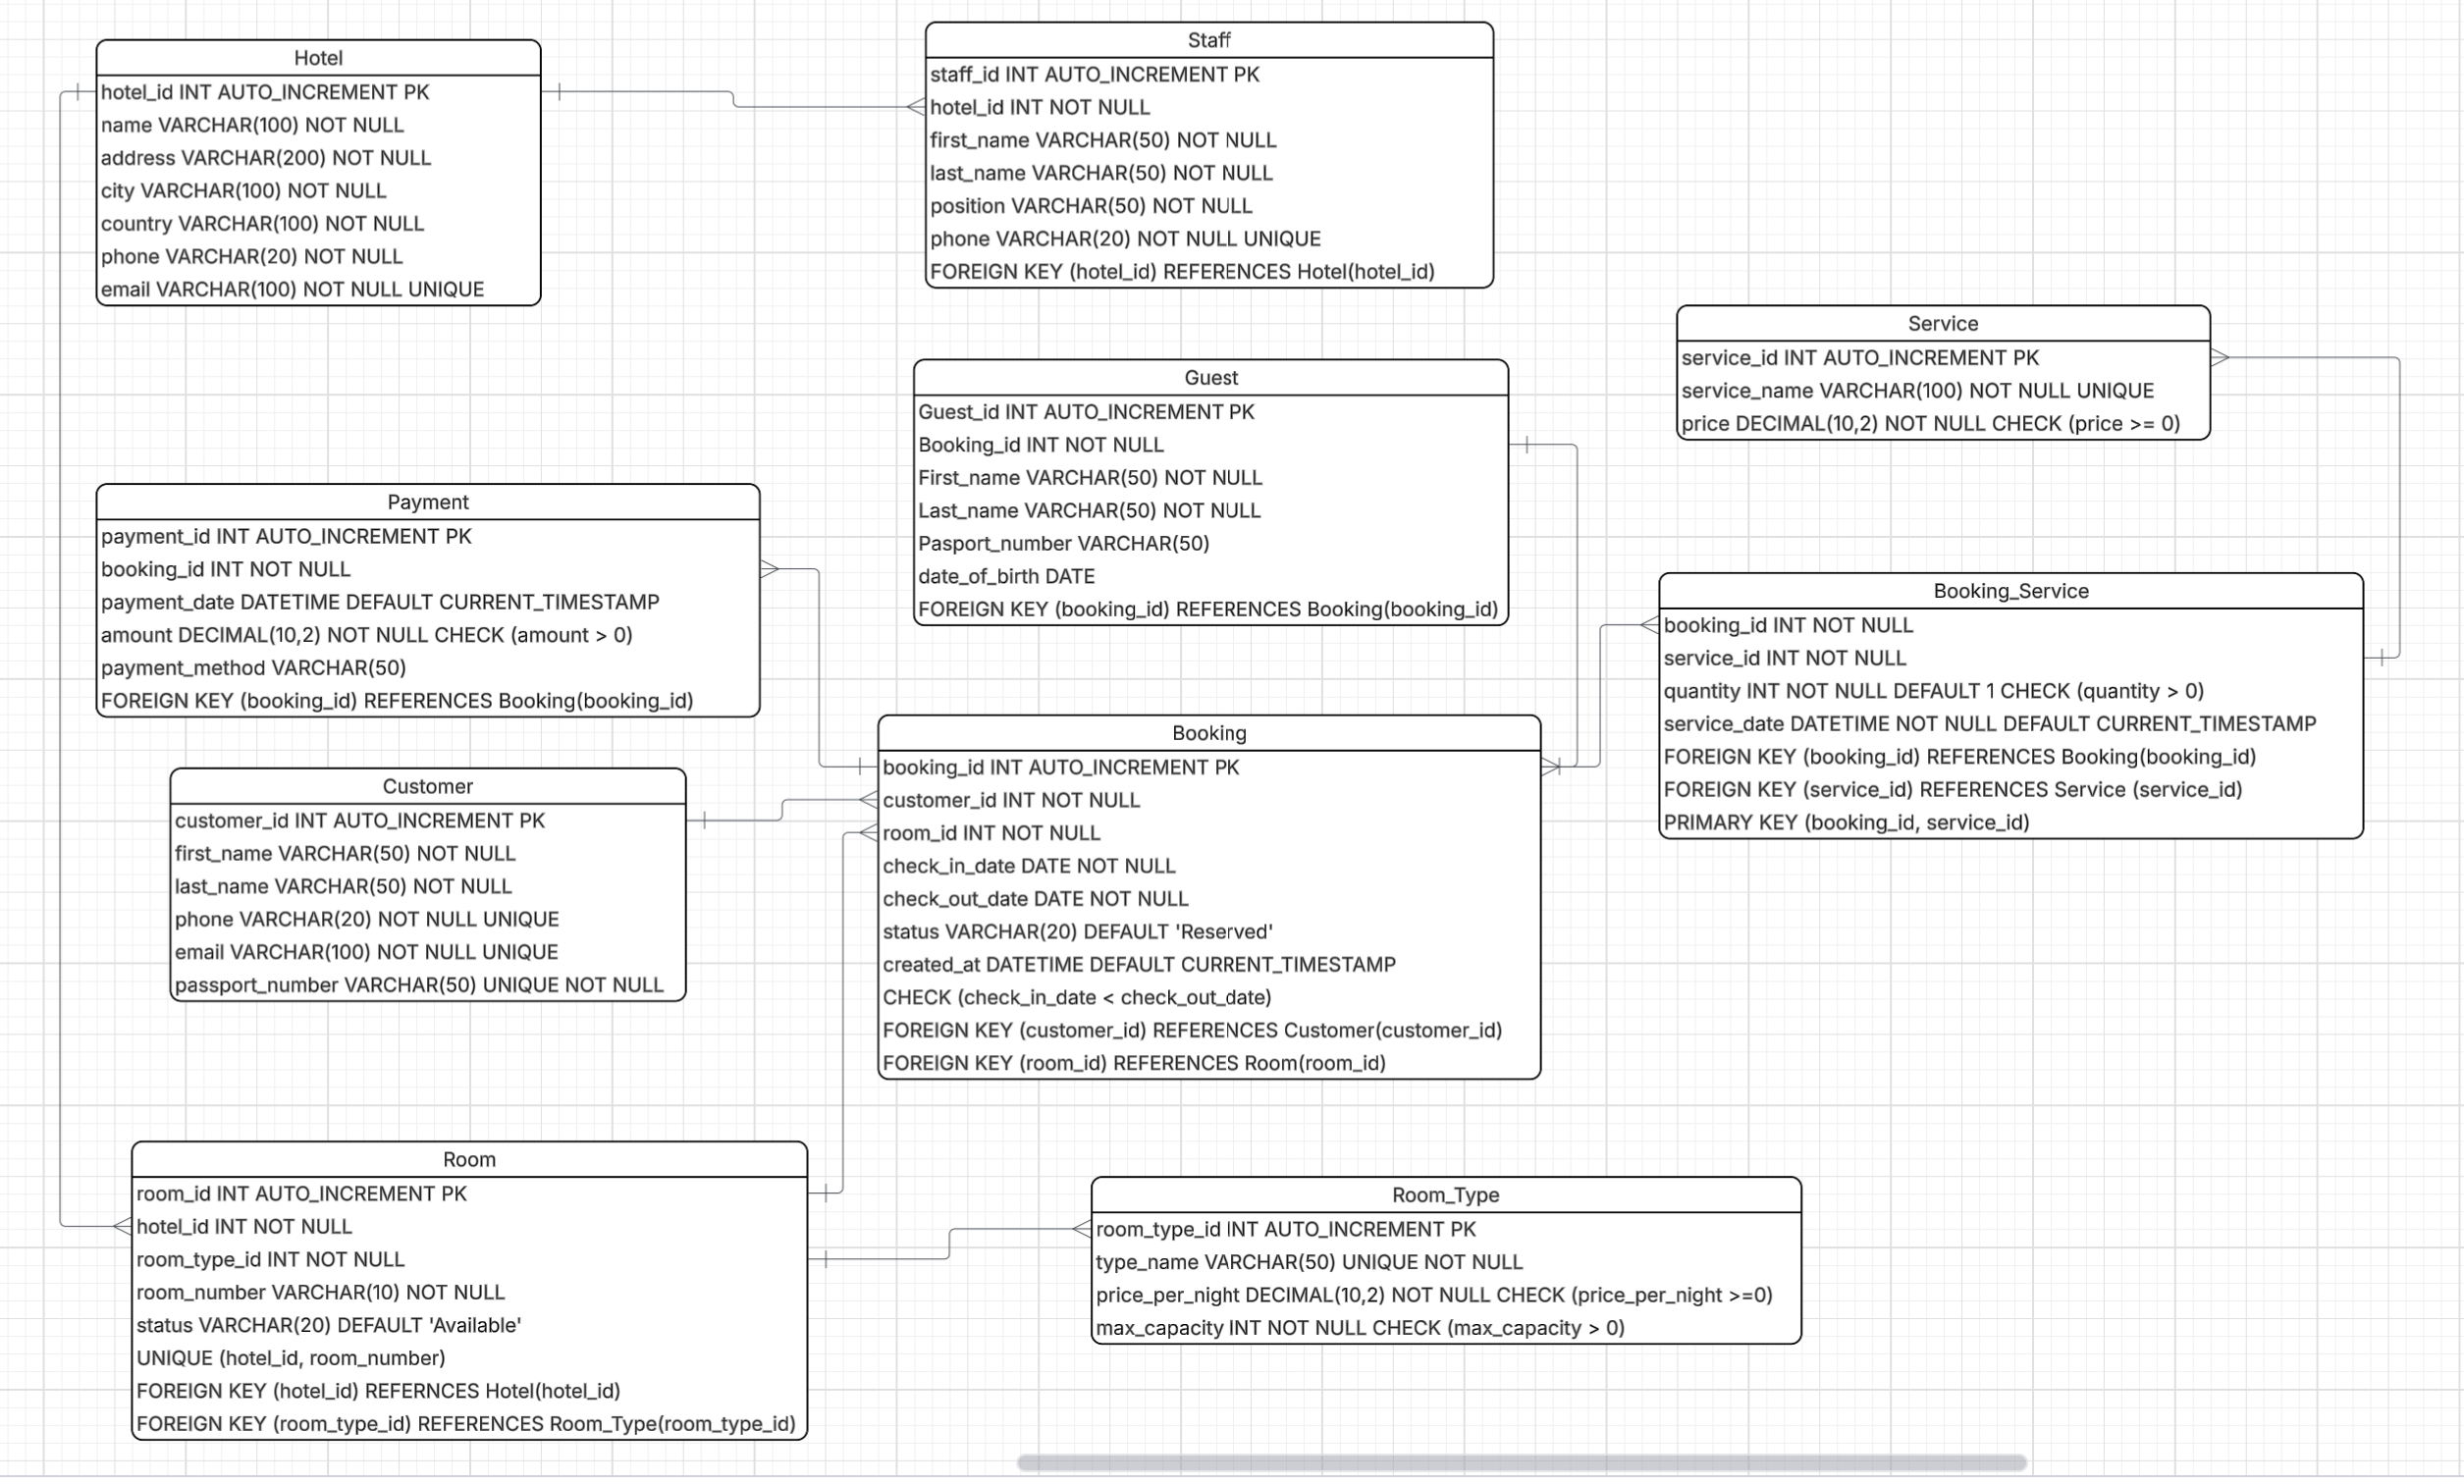 Hotel
hotel_id INT AUTO_INCREMENT PK
name VARCHAR(100) NOT NULL
address VARCHAR(200) NOT NULL
city VARCHAR(100) NOT NULL
country VARCHAR(100) NOT NULL
phone VARCHAR(20) NOT NULL
email VARCHAR(100) NOT NULL UNIQUE
Staff
staff_id INT AUTO_INCREMENT PK
hotel_id INT NOT NULL
first_name VARCHAR(50) NOT NULL
last_name VARCHAR(50) NOT NULL
position VARCHAR(50) NOT NULL
phone VARCHAR(20) NOT NULL UNIQUE
FOREIGN KEY (hotel_id) REFERENCES Hotel(hotel_id)
Service
service_id INT AUTO_INCREMENT PK
service_name VARCHAR(100) NOT NULL UNIQUE
price DECIMAL(10,2) NOT NULL CHECK (price >= 0)
Guest
Guest_id INT AUTO_INCREMENT PK
Booking_id INT NOT NULL
First_name VARCHAR(50) NOT NULL
Last_name VARCHAR(50) NOT NULL
Pasport_number VARCHAR(50)
date_of_birth DATE
FOREIGN KEY (booking_id) REFERENCES Booking(booking_id)
Payment
payment_id INT AUTO_INCREMENT PK
booking_id INT NOT NULL
payment_date DATETIME DEFAULT CURRENT_TIMESTAMP
amount DECIMAL(10,2) NOT NULL CHECK (amount > 0)
payment_method VARCHAR(50)
FOREIGN KEY (booking_id) REFERENCES Booking(booking_id)
Booking_Service
booking_id INT NOT NULL
service_id INT NOT NULL
quantity INT NOT NULL DEFAULT 1 CHECK (quantity > 0)
service_date DATETIME NOT NULL DEFAULT CURRENT_TIMESTAMP
FOREIGN KEY (booking_id) REFERENCES Booking(booking_id)
FOREIGN KEY (service_id) REFERENCES Service (service_id)
PRIMARY KEY (booking_id, service_id)
Customer
customer_id INT AUTO_INCREMENT PK
first_name VARCHAR(50) NOT NULL
last_name VARCHAR(50) NOT NULL
phone VARCHAR(20) NOT NULL UNIQUE
email VARCHAR(100) NOT NULL UNIQUE
passport_number VARCHAR(50) UNIQUE NOT NULL
Booking
booking_id INT AUTO_INCREMENT PK
customer_id INT NOT NULL
room_id INT NOT NULL
check_in_date DATE NOT NULL
check_out_date DATE NOT NULL
status VARCHAR(20) DEFAULT 'Reserved'
created_at DATETIME DEFAULT CURRENT_TIMESTAMP
CHECK (check_in_date < check_out_date)
FOREIGN KEY (customer_id) REFERENCES Customer(customer_id)
FOREIGN KEY (room_id) REFERENCES Room(room_id)
Room
room_id INT AUTO_INCREMENT PK
hotel_id INT NOT NULL
room_type_id INT NOT NULL
room_number VARCHAR(10) NOT NULL
status VARCHAR(20) DEFAULT 'Available'
UNIQUE (hotel_id, room_number)
FOREIGN KEY (hotel_id) REFERNCES Hotel(hotel_id)
FOREIGN KEY (room_type_id) REFERENCES Room_Type(room_type_id)
Room_Type
room_type_id INT AUTO_INCREMENT PK
type_name VARCHAR(50) UNIQUE NOT NULL
price_per_night DECIMAL(10,2) NOT NULL CHECK (price_per_night >=0)
max_capacity INT NOT NULL CHECK (max_capacity > 0)